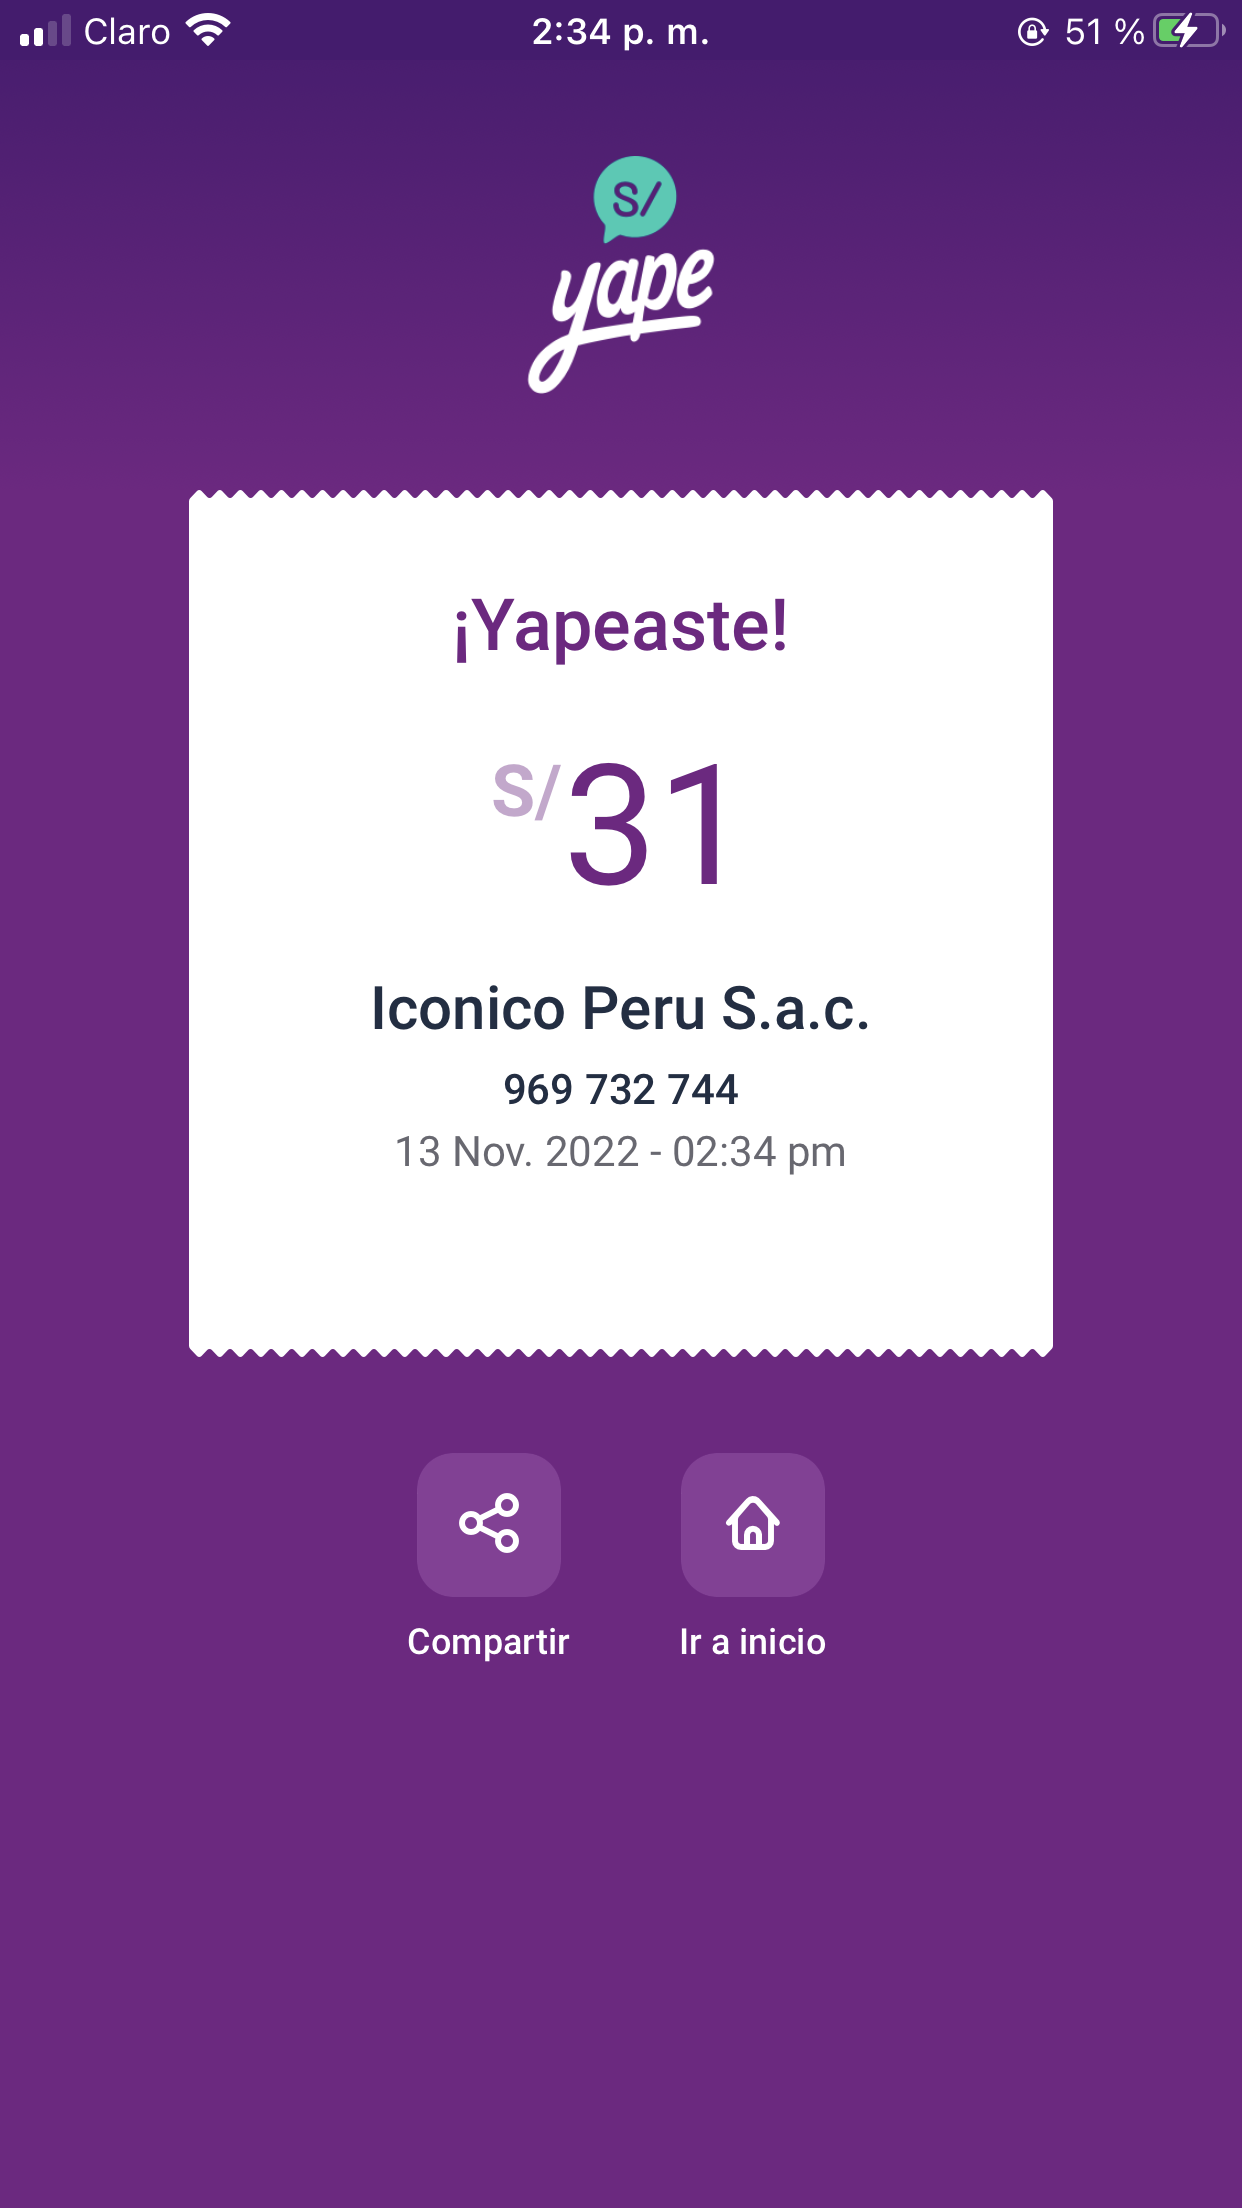 Claro
2:34 p. m.
51 %
S/
yape
¡Yapeaste!
S/31
Iconico Peru S.a.c.
969 732 744
13 Nov. 2022 - 02:34 pm
Compartir
Ir a inicio